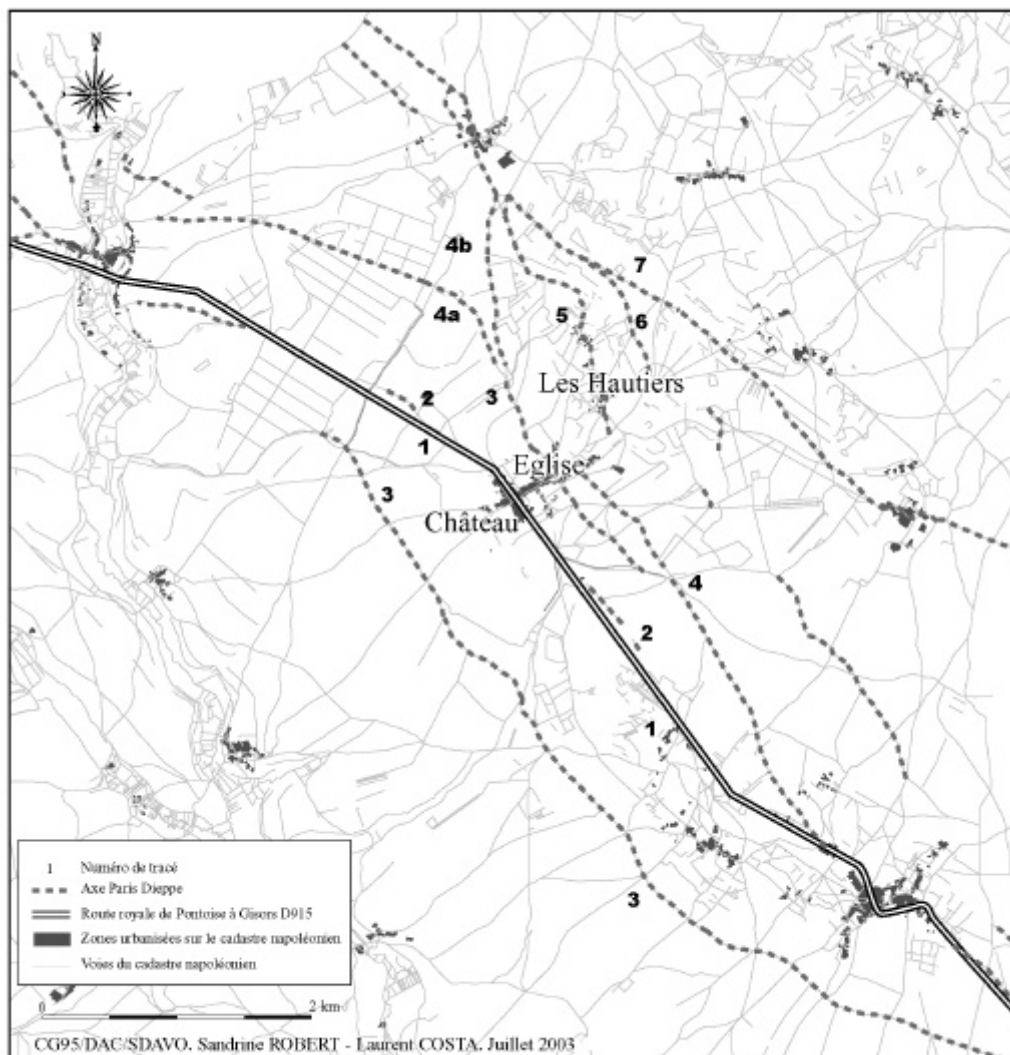 N
4b
7
4a
5
6
Les Hautiers
2
3
1
Eglise
3
Château
4
2
1
1 Numéro de tracé
Axe Paris Dieppe
Route royale de Pontoise à Gisors D915
Zones urbanisées sur le cadastre napoléonien
Voies du cadastre napoléonien
3
0 2 km
CG95/DAC/SDAVO. Sandrine ROBERT - Laurent COSTA. Juillet 2003